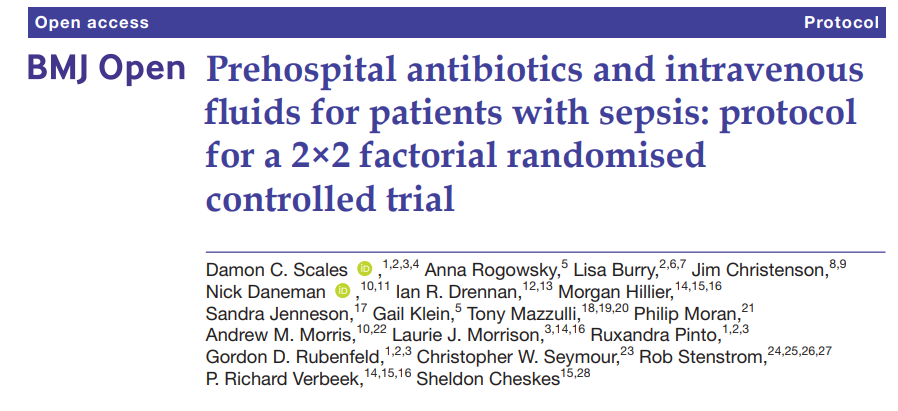 Open access Protocol
BMJ Open Prehospital antibiotics and intravenous
fluids for patients with sepsis: protocol
for a 2×2 factorial randomised
controlled trial
Damon C. Scales iD ,1,2,3,4 Anna Rogowsky,5 Lisa Burry,2,6,7 Jim Christenson,8,9
Nick Daneman iD ,10,11 Ian R. Drennan,12,13 Morgan Hillier,14,15,16
Sandra Jenneson,17 Gail Klein,5 Tony Mazzulli,18,19,20 Philip Moran,21
Andrew M. Morris,10,22 Laurie J. Morrison,3,14,16 Ruxandra Pinto,1,2,3
Gordon D. Rubenfeld,1,2,3 Christopher W. Seymour,23 Rob Stenstrom,24,25,26,27
P. Richard Verbeek,14,15,16 Sheldon Cheskes15,28